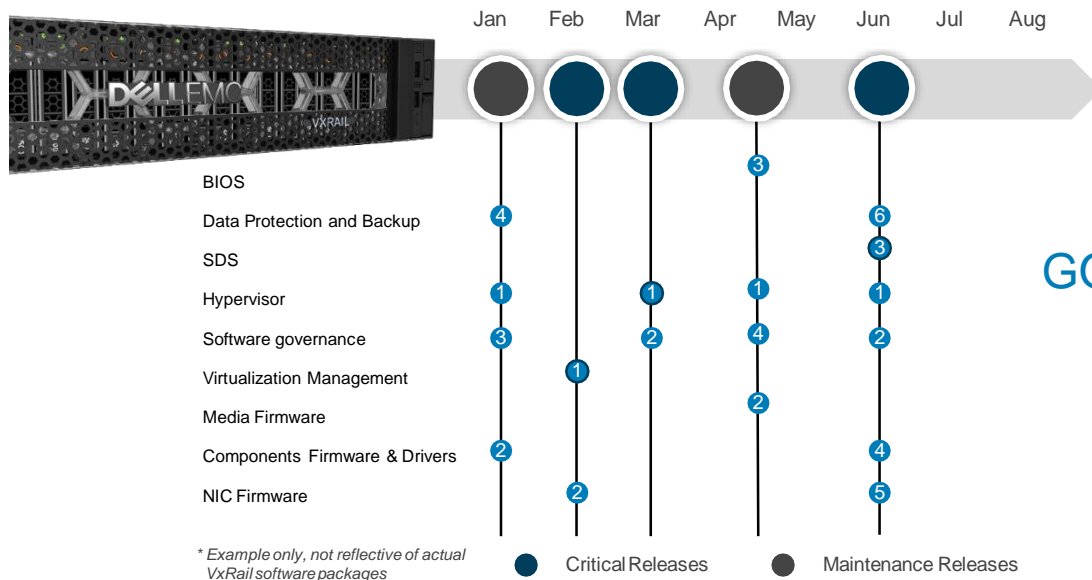 Jan Feb Mar Apr May Jun Jul Aug
DELLEMC
VXRAIL
BIOS 3
Data Protection and Backup 4 6
SDS 3
Hypervisor 1 1 1 1
Software governance 3 2 4 2
Virtualization Management 1
Media Firmware 2
Components Firmware & Drivers 2 4
NIC Firmware 2 5
GO
* Example only, not reflective of actual
VxRail software packages
Critical Releases Maintenance Releases